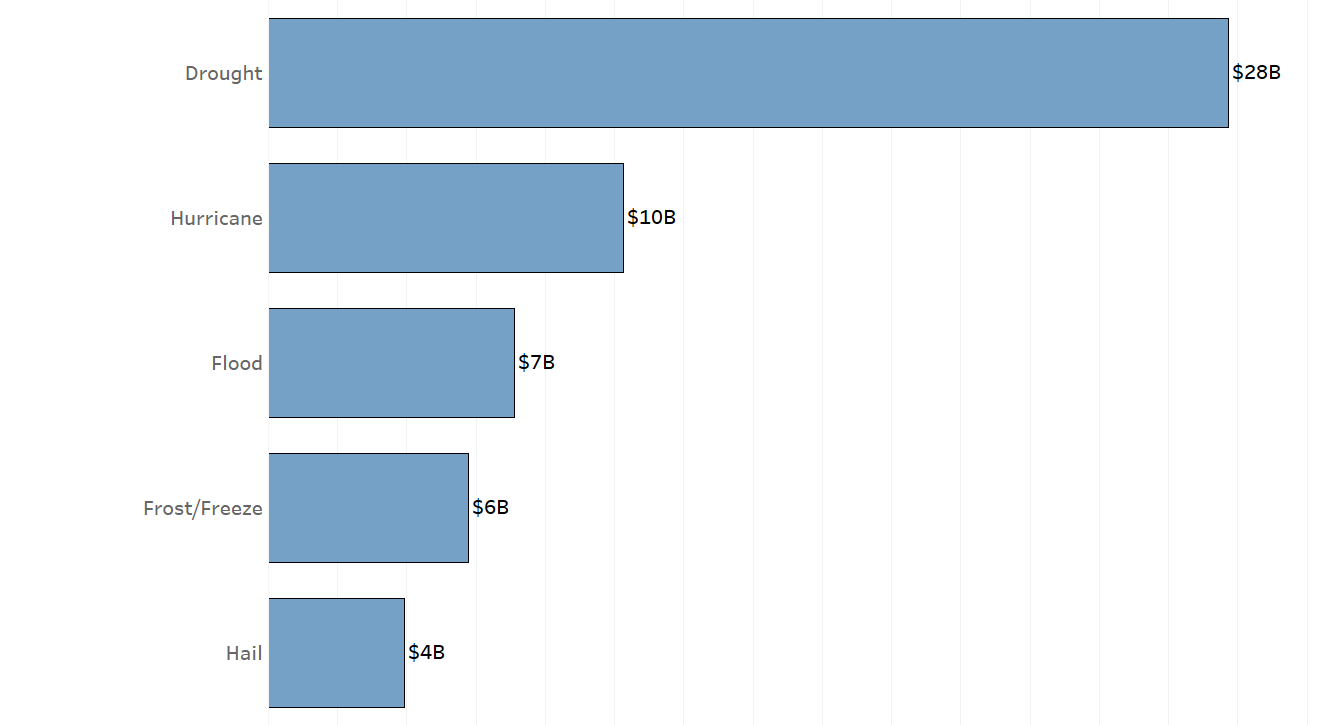 Drought $28B
Hurricane $10B
Flood $7B
Frost/Freeze $6B
Hail $4B